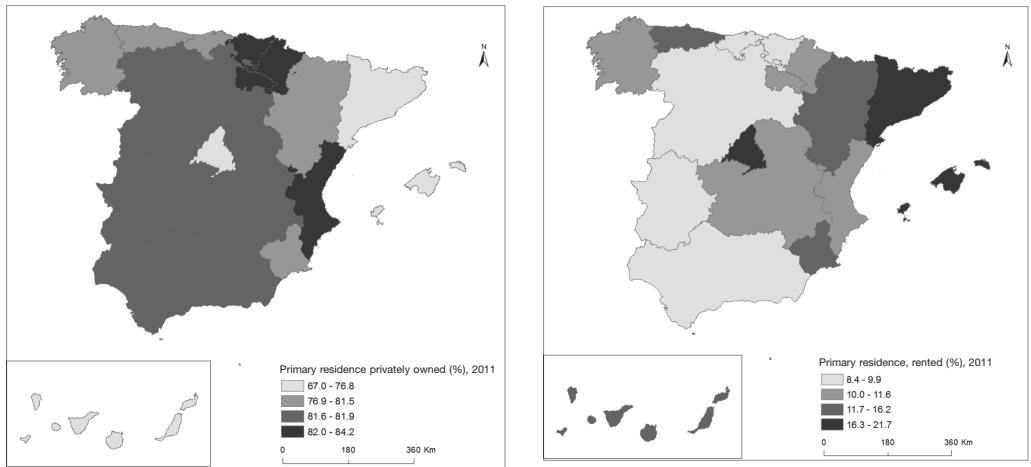 N
Primary residence privately owned (%), 2011
67.0 - 76.8
76.9 - 81.5
81.6 - 81.9
82.0 - 84.2
0 180 360 Km
N
Primary residence, rented (%), 2011
8.4 - 9.9
10.0 - 11.6
11.7 - 16.2
16.3 - 21.7
0 180 360 Km